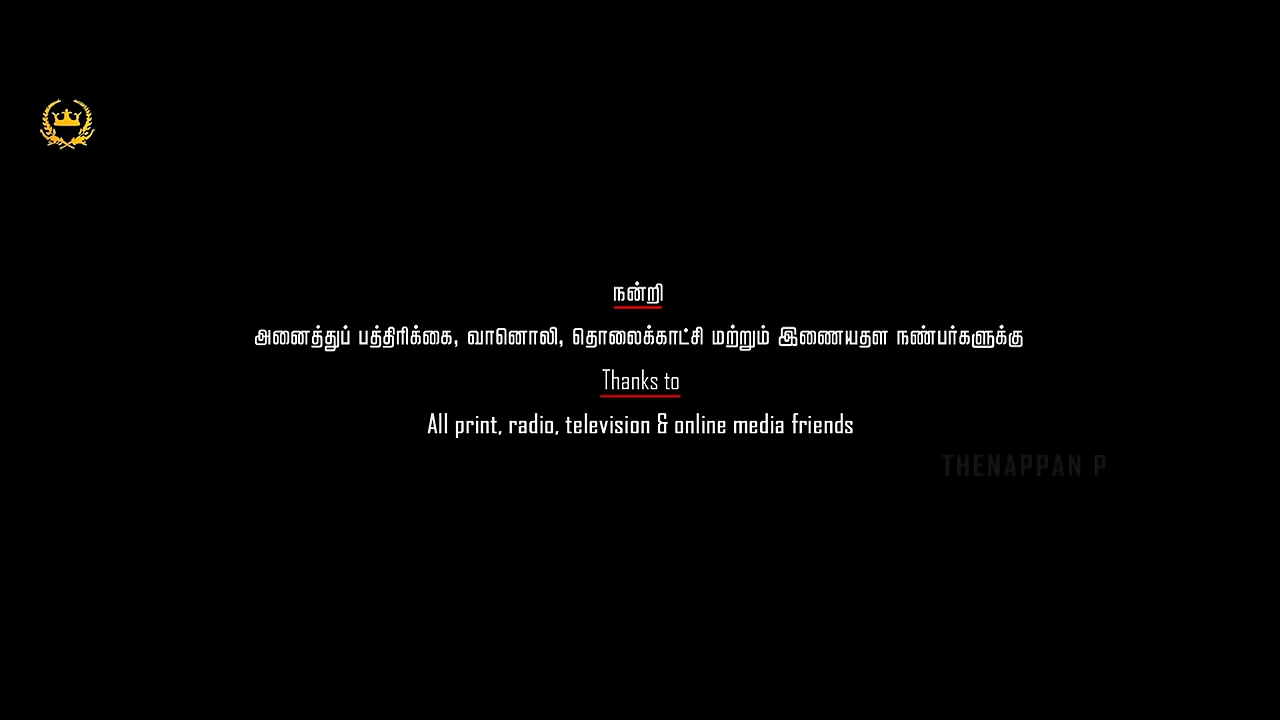 நன்றி
அனைத்துப் பத்திரிக்கை, வானொலி, தொலைக்காட்சி மற்றும் இணையதள நண்பர்களுக்கு
Thanks to
All print, radio, television & online media friends
THENAPPAN P